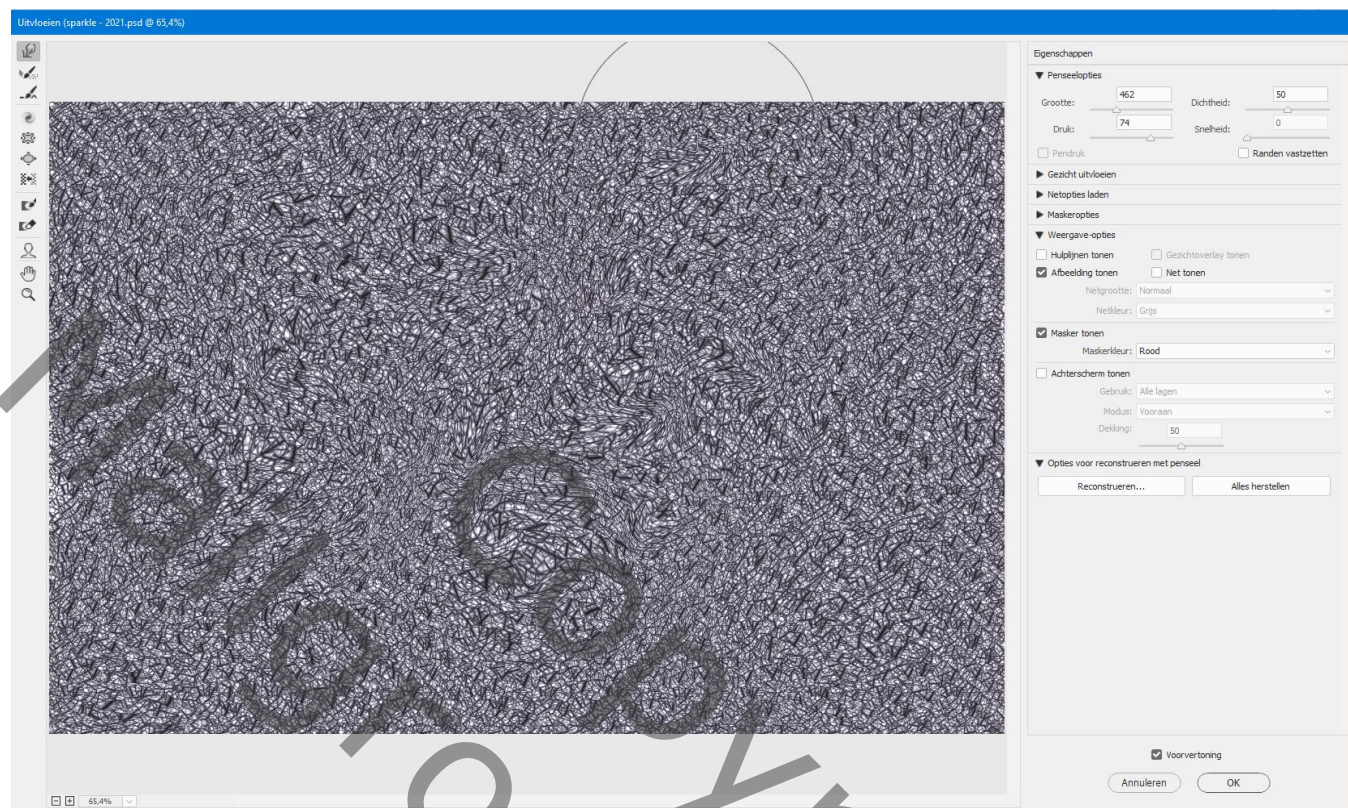 Uitvloeien (sparkle - 2021.psd @ 65,4%)
Eigenschappen
Penseelopties
Grootte: 462 Dichtheid: 50
Druk: 74 Snelheid: 0
Pendruk Randen vastzetten
Gezicht uitvloeien
Netopties laden
Maskeropties
Weergave-opties
Hulplijnen tonen Gezichtoverlay tonen
Afbeelding tonen Net tonen
Netgrootte: Normaal
Netkleur: Grijs
Masker tonen
Maskerkleur: Rood
Achterscherm tonen
Gebruik: Alle lagen
Modus: Vooraan
Dekking: 50
Opties voor reconstrueren met penseel
Reconstrueren... Alles herstellen
Voorvertoning
Annuleren OK
65,4%